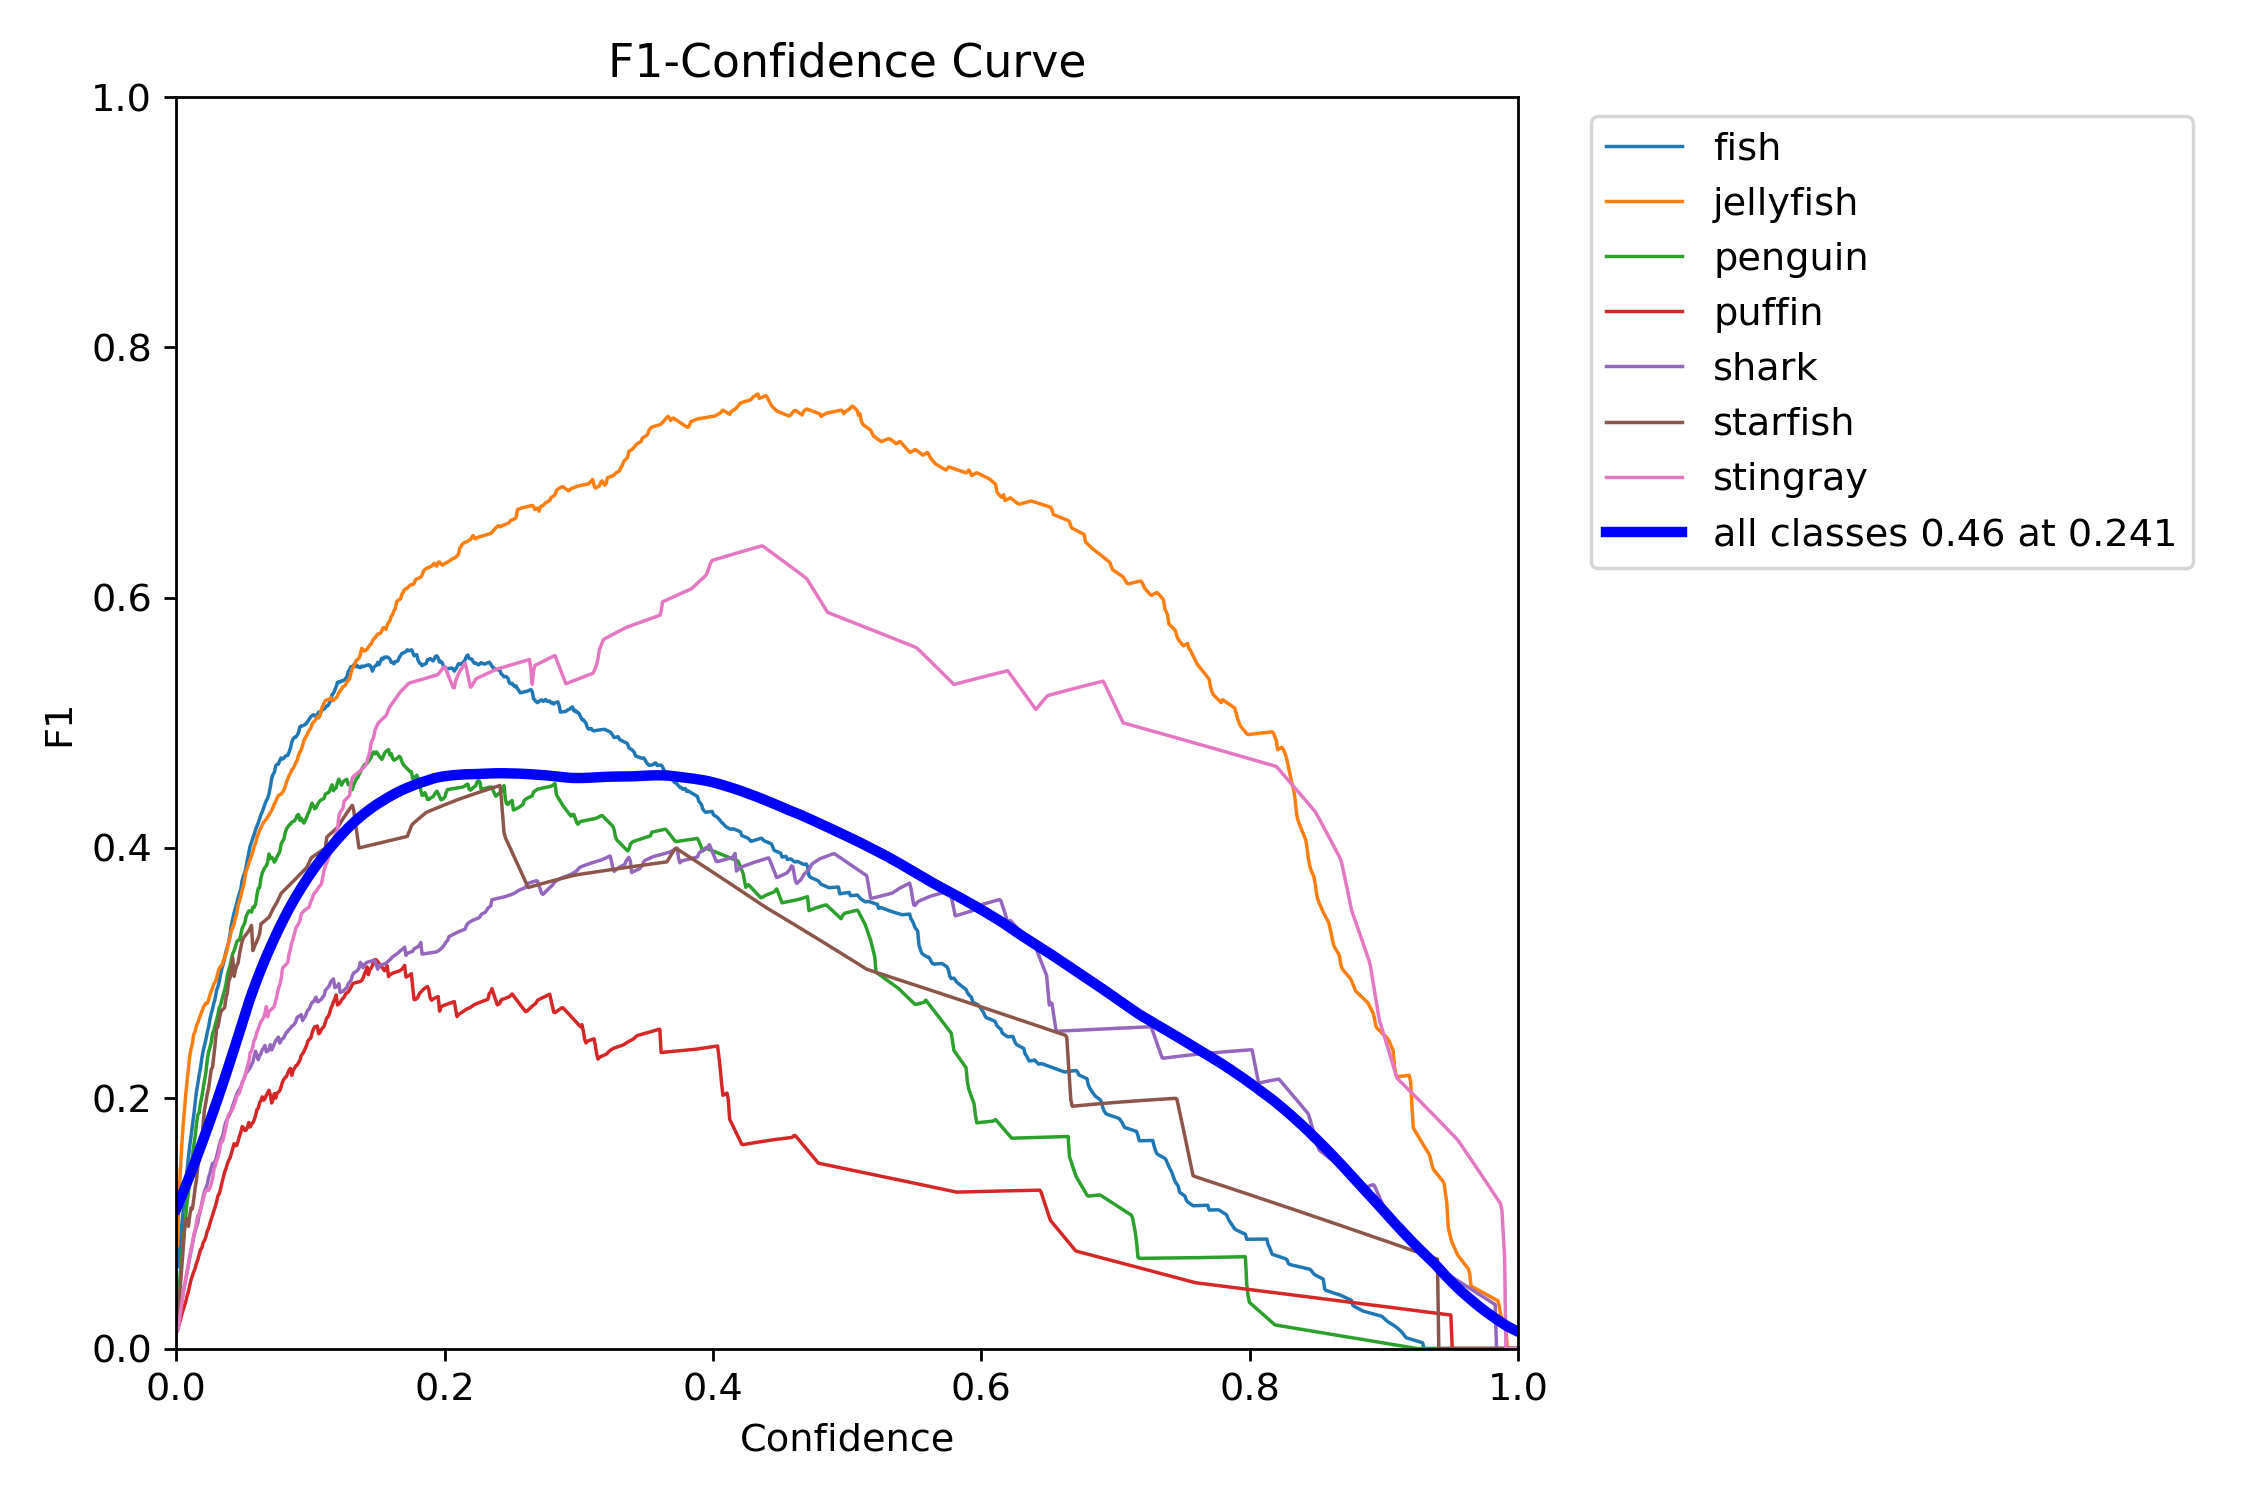 F1-Confidence Curve
1.0
0.8
0.6
0.4
0.2
0.0
F1
0.0 0.2 0.4 0.6 0.8 1.0
Confidence
fish
jellyfish
penguin
puffin
shark
starfish
stingray
all classes 0.46 at 0.241